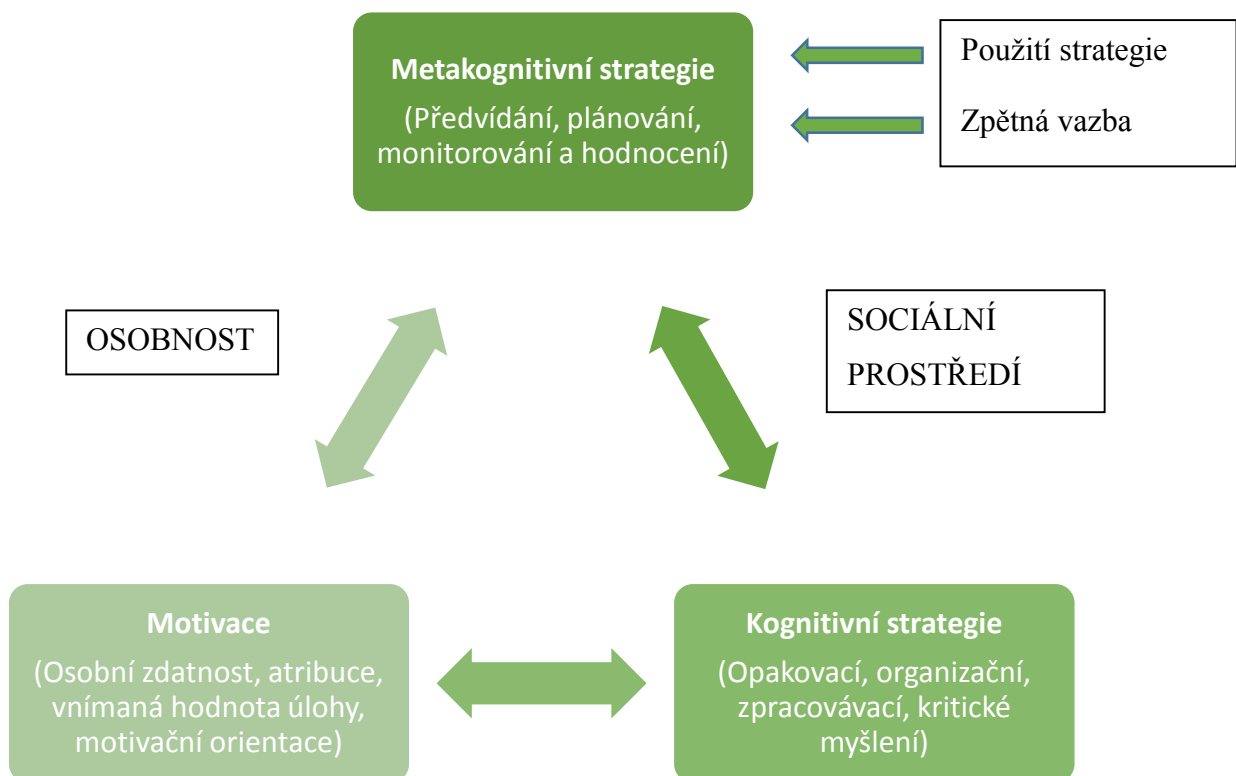 Metakognitivní strategie
(Předvídání, plánování,
monitorování a hodnocení)
Použití strategie
Zpětná vazba
OSOBNOST
SOCIÁLNÍ
PROSTŘEDÍ
Motivace
(Osobní zdatnost, atribuce,
vnímaná hodnota úlohy,
motivační orientace)
Kognitivní strategie
(Opakovací, organizační,
zpracovávací, kritické
myšlení)